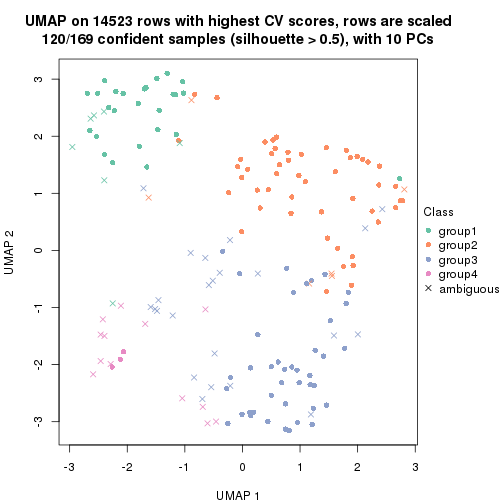 UMAP on 14523 rows with highest CV scores, rows are scaled
120/169 confident samples (silhouette > 0.5), with 10 PCs
3
2
1
0
-1
-2
-3
UMAP 2
-3
-2
-1
0
1
2
3
UMAP 1
Class
group1
group2
group3
group4
ambiguous